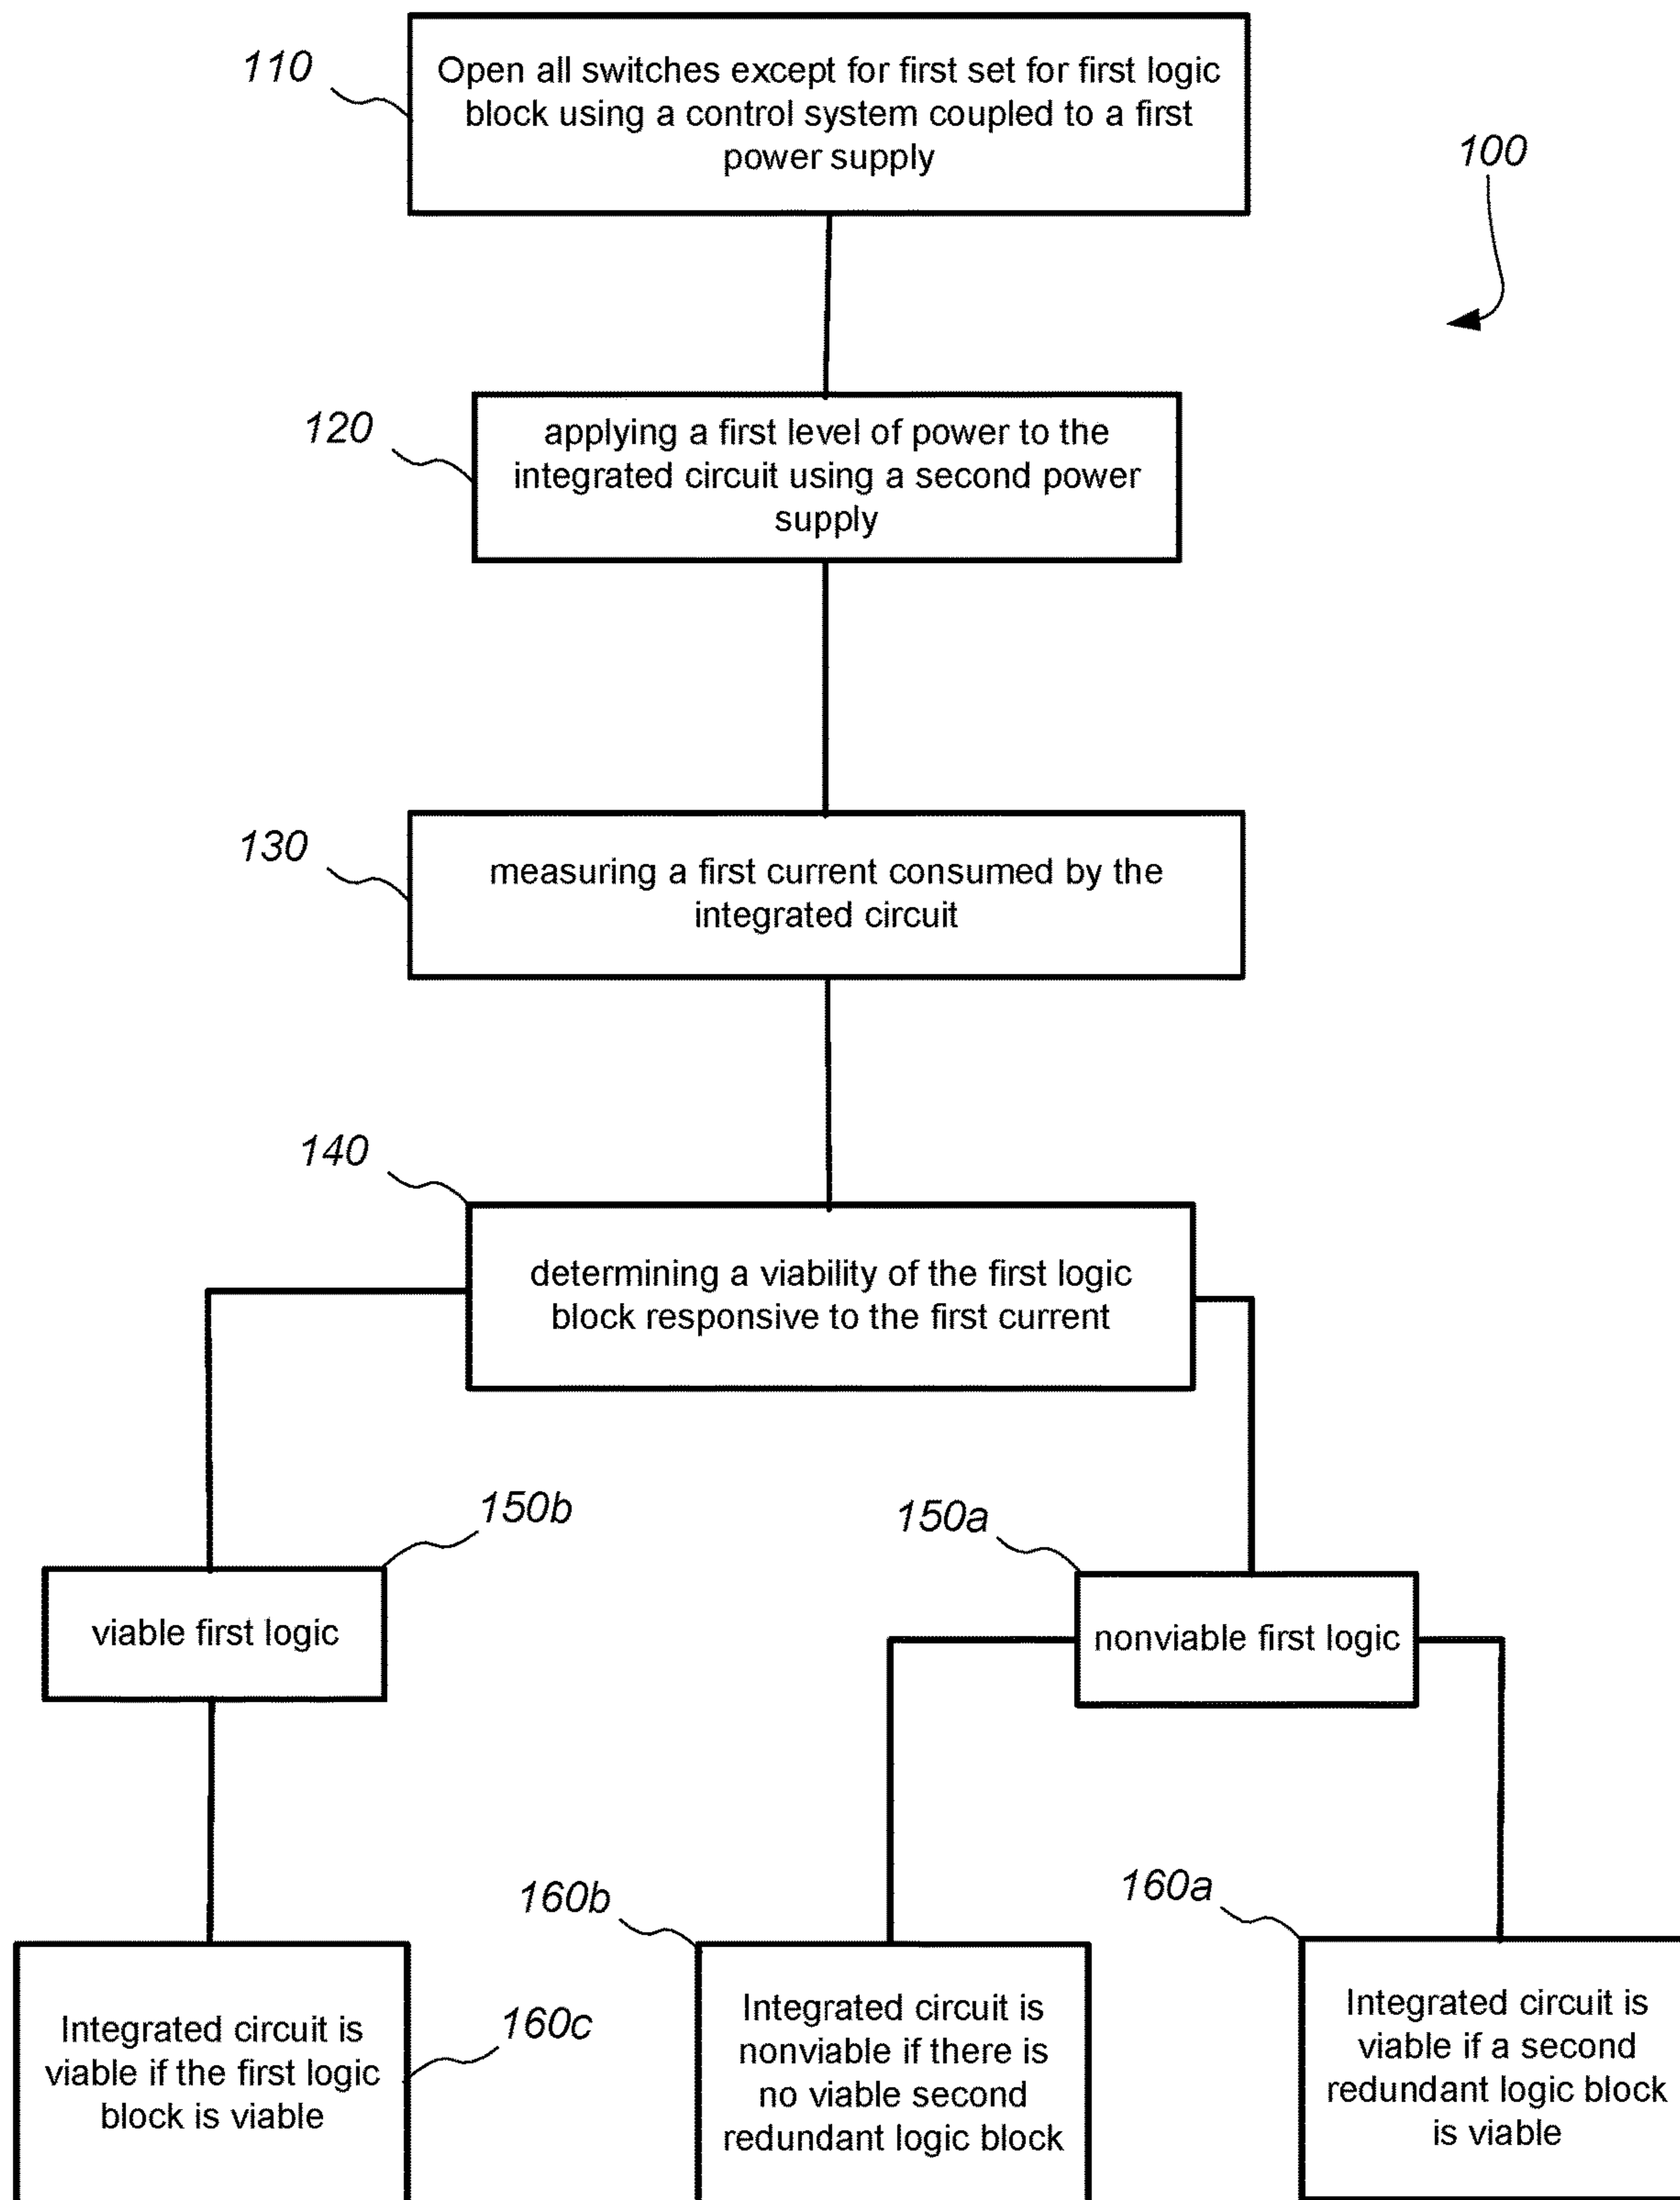 110
Open all switches except for first set for first logic
block using a control system coupled to a first
power supply
100
120
applying a first level of power to the
integrated circuit using a second power
supply
130
measuring a first current consumed by the
integrated circuit
140
determining a viability of the first logic
block responsive to the first current
150b
viable first logic
150a
nonviable first logic
160c
Integrated circuit is
viable if the first logic
block is viable
160b
Integrated circuit is
nonviable if there is
no viable second
redundant logic block
160a
Integrated circuit is
viable if a second
redundant logic block
is viable